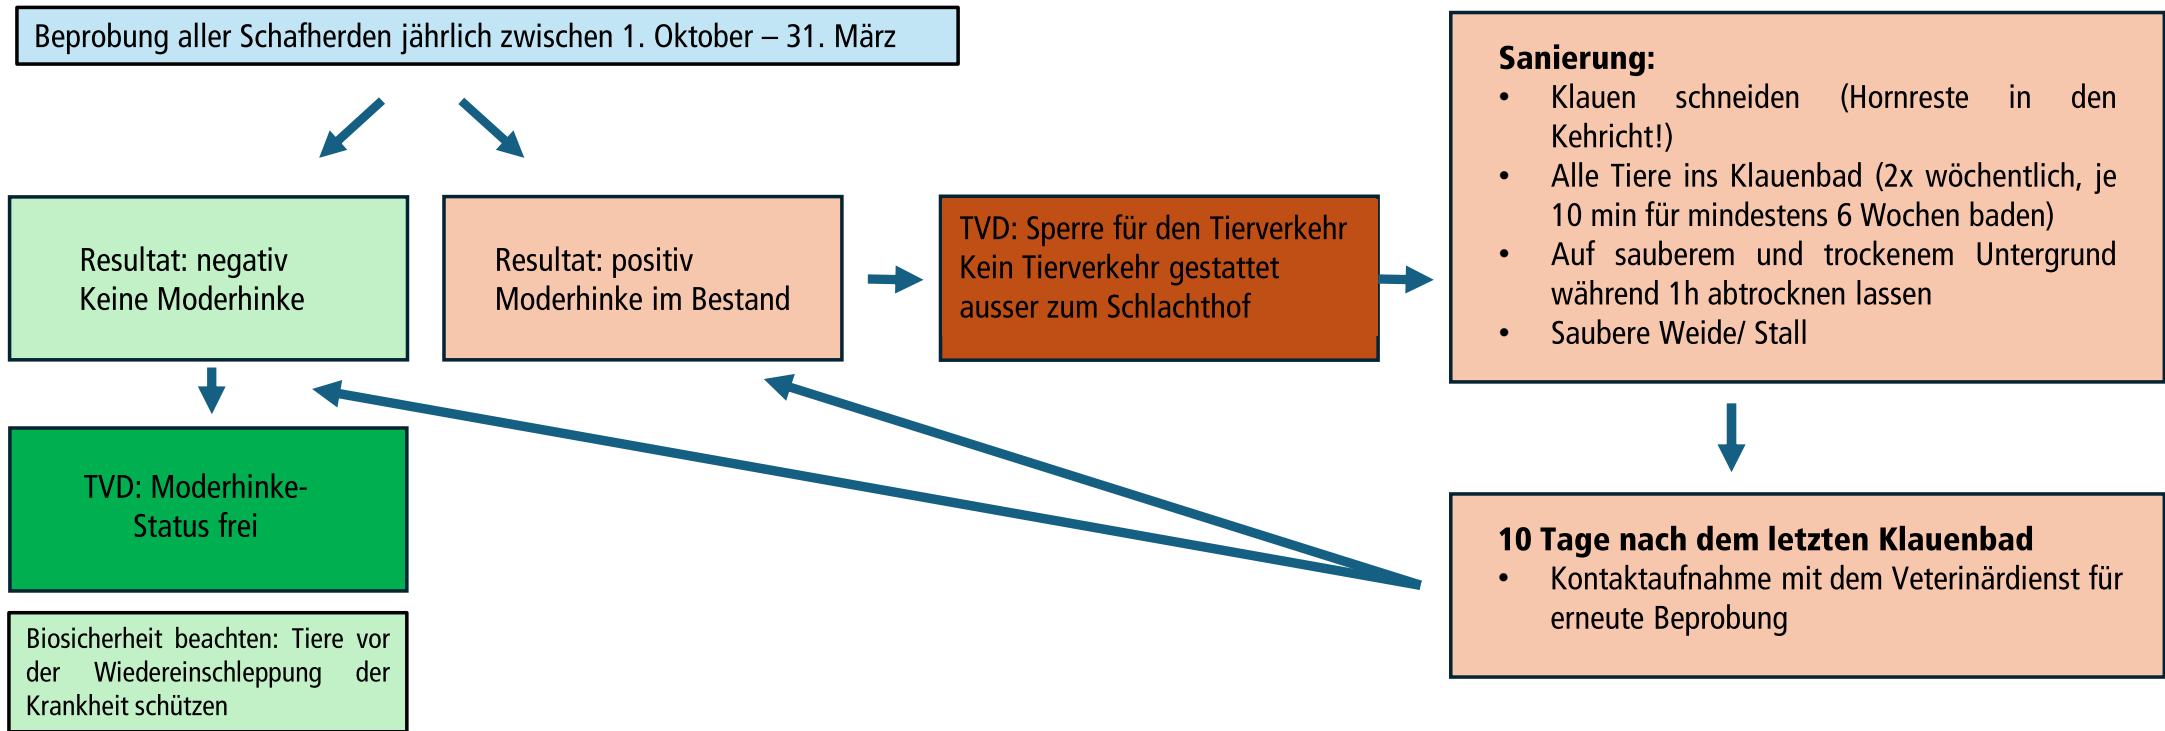 Beprobung aller Schafherden jährlich zwischen 1. Oktober – 31. März
Resultat: negativ
Keine Moderhinke
Resultat: positiv
Moderhinke im Bestand
TVD: Sperre für den Tierverkehr
Kein Tierverkehr gestattet
ausser zum Schlachthof
Sanierung:
• Klauen schneiden (Hornreste in den
Kehricht!)
• Alle Tiere ins Klauenbad (2x wöchentlich, je
10 min für mindestens 6 Wochen baden)
• Auf sauberem und trockenem Untergrund
während 1h abtrocknen lassen
• Saubere Weide/ Stall
TVD: Moderhinke-
Status frei
10 Tage nach dem letzten Klauenbad
• Kontaktaufnahme mit dem Veterinärdienst für
erneute Beprobung
Biosicherheit beachten: Tiere vor
der Wiedereinschleppung der
Krankheit schützen